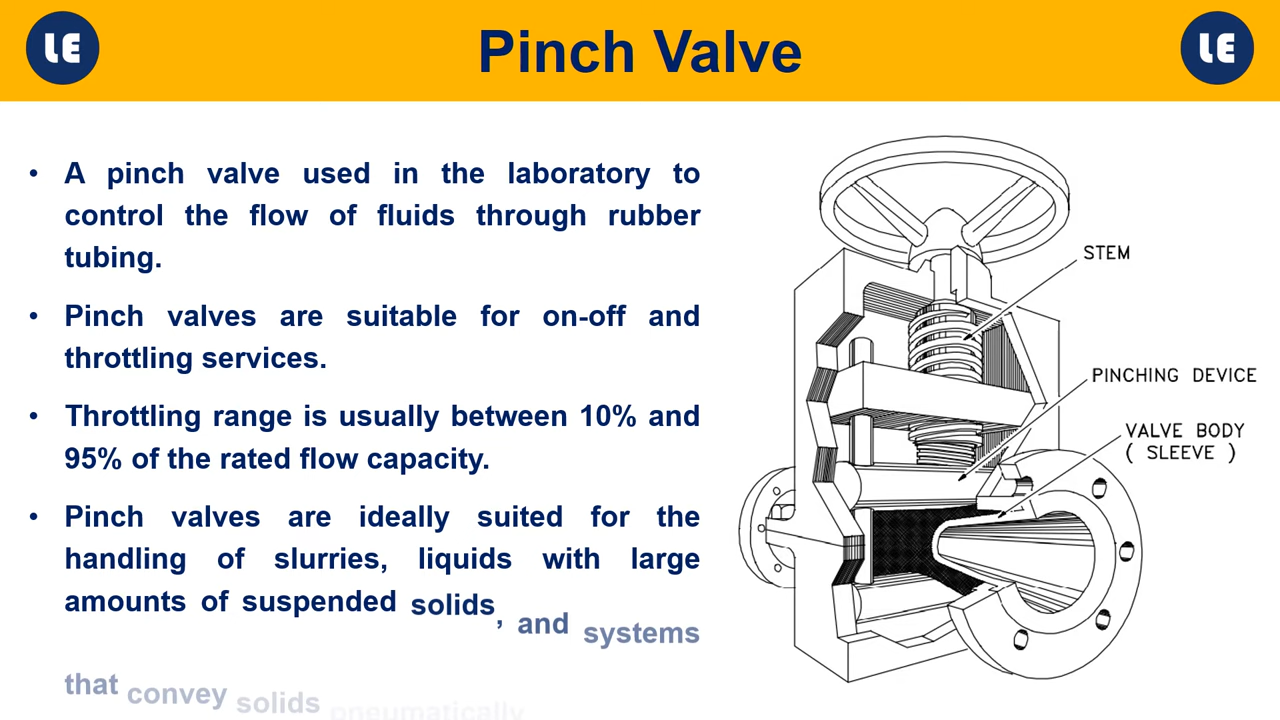 LE
Pinch Valve
LE
• A pinch valve used in the laboratory to
control the flow of fluids through rubber
tubing.
• Pinch valves are suitable for on-off and
throttling services.
• Throttling range is usually between 10% and
95% of the rated flow capacity.
• Pinch valves are ideally suited for the
handling of slurries, liquids with large
amounts of suspended solids, and systems
that convey solids pneumatically
STEM
PINCHING DEVICE
VALVE BODY
( SLEEVE )